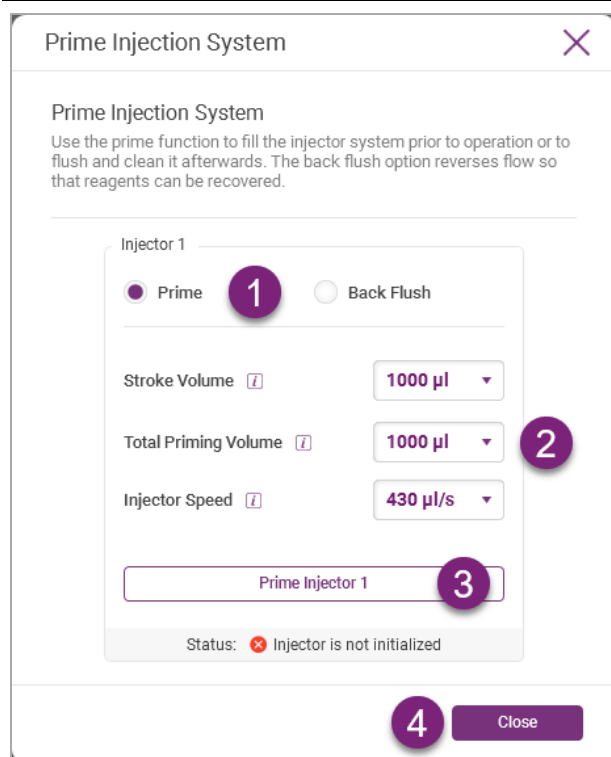 Prime Injection System
Prime Injection System
Use the prime function to fill the injector system prior to operation or to
flush and clean it afterwards. The back flush option reverses flow so
that reagents can be recovered.
Injector 1
Prime 1 Back Flush
Stroke Volume i 1000 µl
Total Priming Volume i 1000 µl 2
Injector Speed i 430 µl/s
Prime Injector 1 3
Status: Injector is not initialized
4 Close